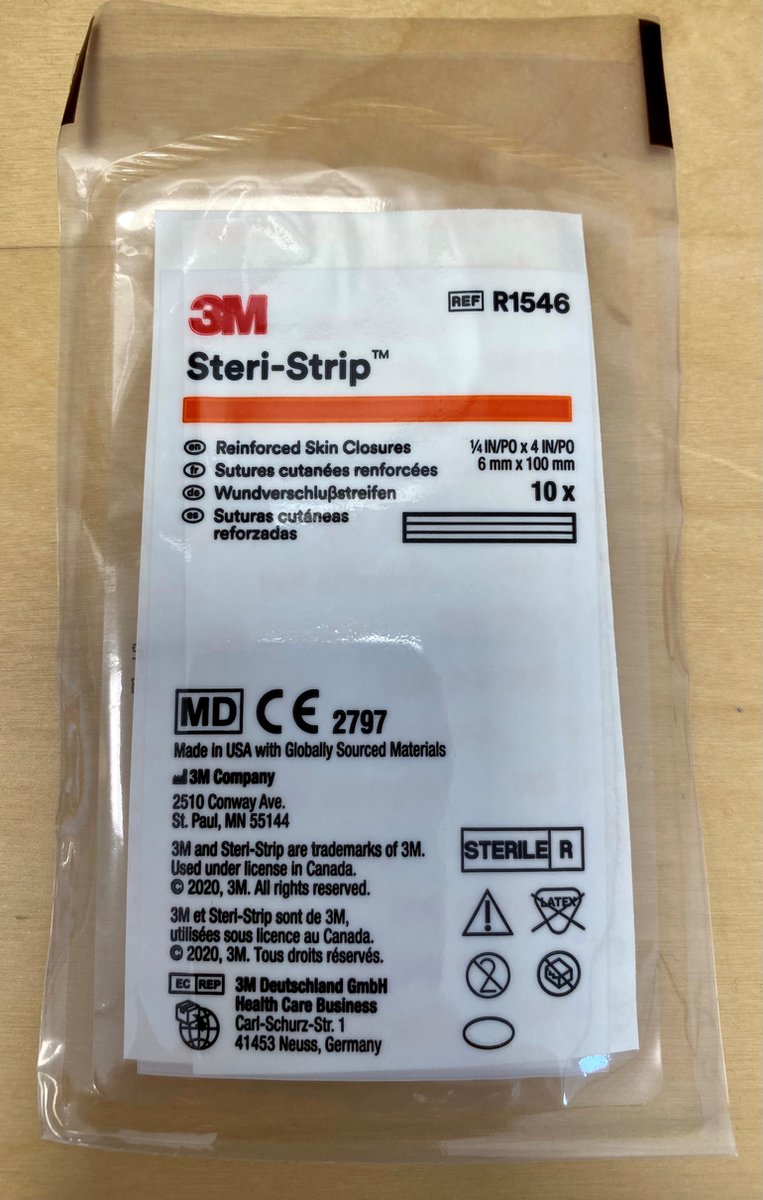 3M
REF R1546
Steri-Strip™
en Reinforced Skin Closures
fr Sutures cutanées renforcées
de Wundverschlußstreifen
es Suturas cutáneas
reforzadas
¼ IN/PO x 4 IN/PO
6 mm x 100 mm
10 x
MD CE 2797
Made in USA with Globally Sourced Materials
3M Company
2510 Conway Ave.
St. Paul, MN 55144
3M and Steri-Strip are trademarks of 3M.
Used under license in Canada.
© 2020, 3M. All rights reserved.
3M et Steri-Strip sont de 3M,
utilisées sous licence au Canada.
© 2020, 3M. Tous droits réservés.
EC REP 3M Deutschland GmbH
Health Care Business
Carl-Schurz-Str. 1
41453 Neuss, Germany
STERILE R
LATEX
2